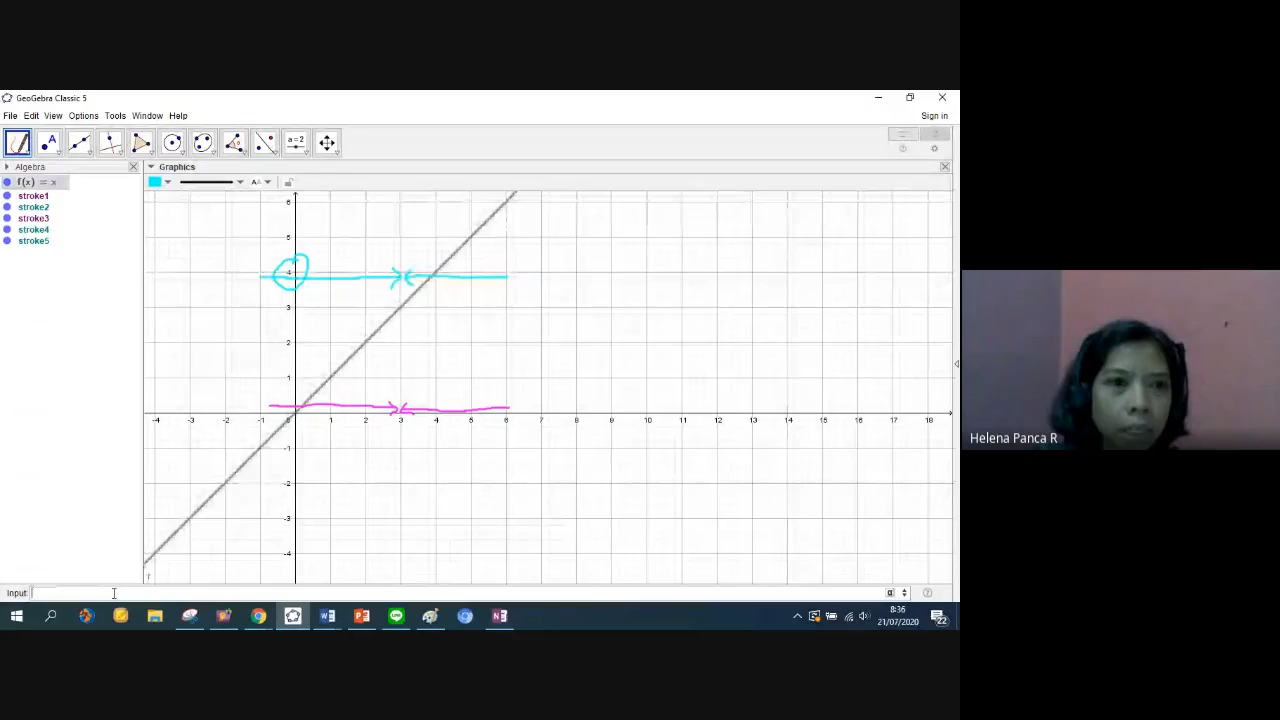 GeoGebra Classic 5
File Edit View Options Tools Window Help
Sign in
A
a = 2
Algebra
Graphics
f(x) = x
AA
stroke1
stroke2
stroke3
stroke4
stroke5
6
5
4
3
2
1
-4 -3 -2 -1 0 1 2 3 4 5 6 7 8 9 10 11 12 13 14 15 16 17 18
-1
-2
-3
-4
f
Input:
α
8:36
21/07/2020
22
Helena Panca R